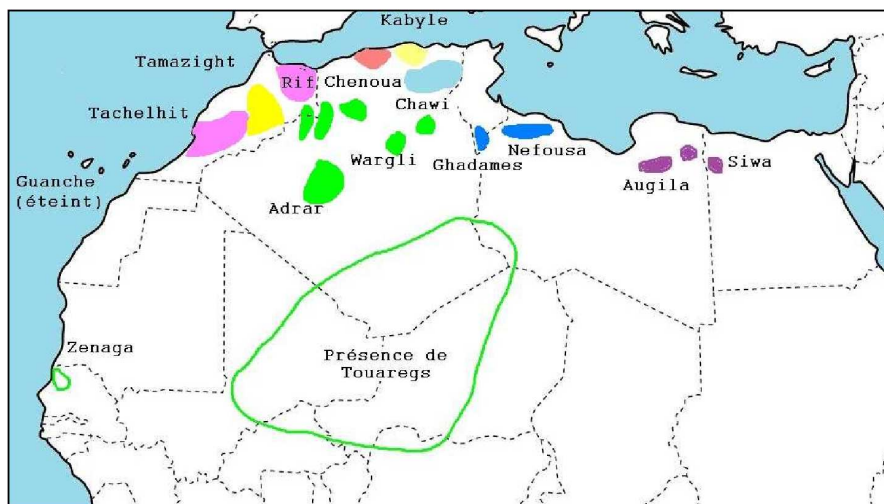 Kabyle
Tamazight
Rif Chenoua
Tachelhit
Chawi
Wargli
Ghadames
Nefousa
Siwa
Augila
Guanche
(éteint)
Adrar
Zenaga
Présence de
Touaregs